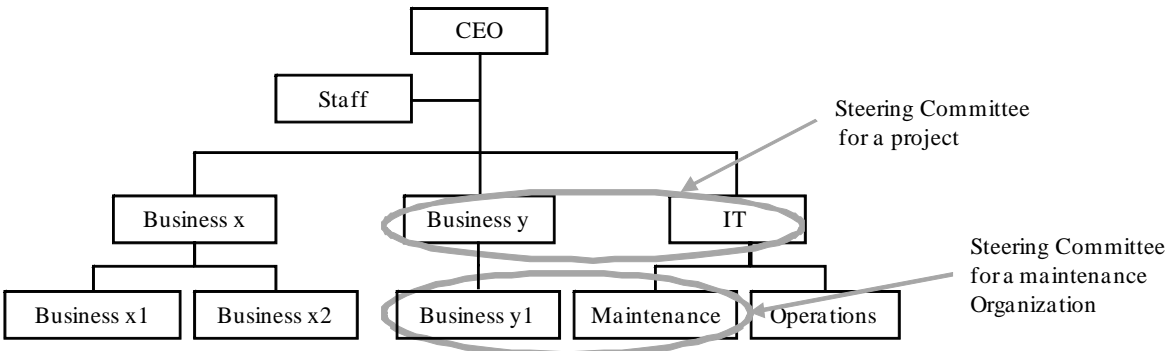 CEO
Staff
Steering Committee
for a project
Business x
Business y
IT
Steering Committee
for a maintenance
Organization
Business x1
Business x2
Business y1
Maintenance
Operations